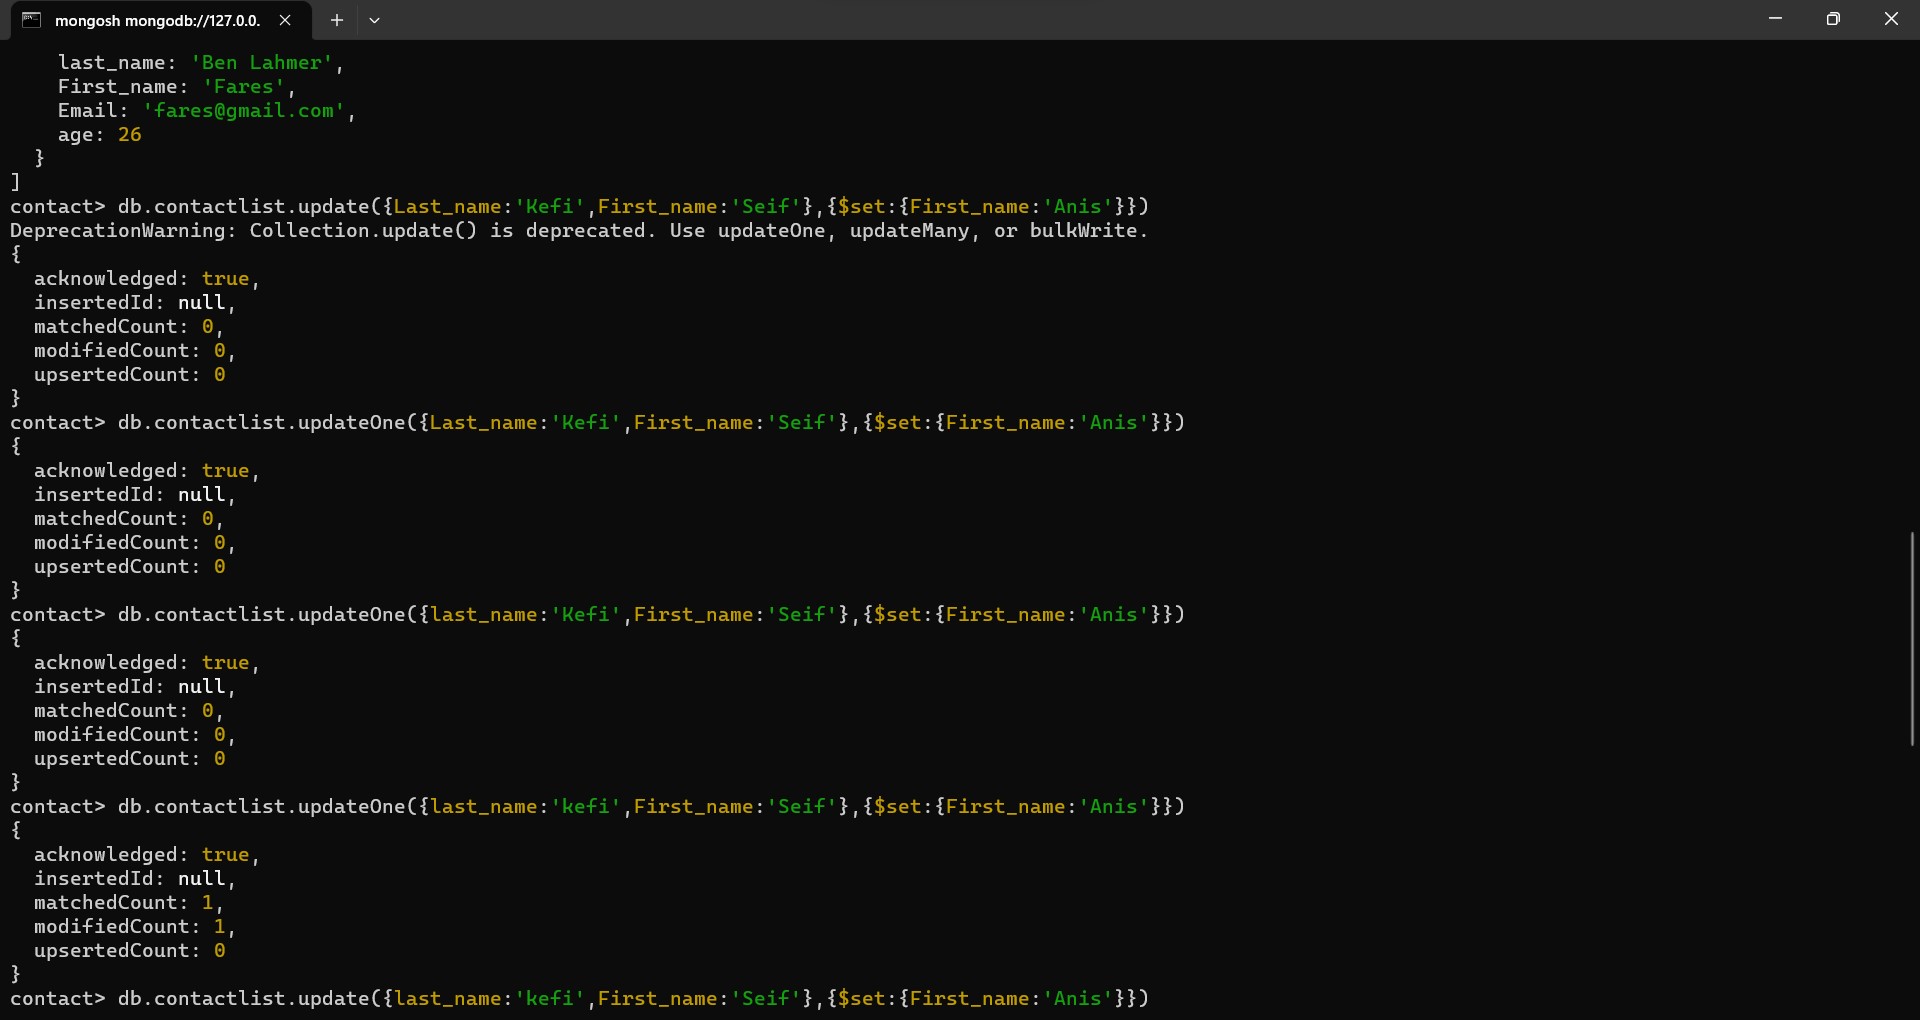 mongosh mongodb://127.0.0.
    last_name: 'Ben Lahmer',
    First_name: 'Fares',
    Email: 'fares@gmail.com',
    age: 26
  }
]
contact> db.contactlist.update({Last_name:'Kefi',First_name:'Seif'},{$set:{First_name:'Anis'}})
DeprecationWarning: Collection.update() is deprecated. Use updateOne, updateMany, or bulkWrite.
{
  acknowledged: true,
  insertedId: null,
  matchedCount: 0,
  modifiedCount: 0,
  upsertedCount: 0
}
contact> db.contactlist.updateOne({Last_name:'Kefi',First_name:'Seif'},{$set:{First_name:'Anis'}})
{
  acknowledged: true,
  insertedId: null,
  matchedCount: 0,
  modifiedCount: 0,
  upsertedCount: 0
}
contact> db.contactlist.updateOne({last_name:'Kefi',First_name:'Seif'},{$set:{First_name:'Anis'}})
{
  acknowledged: true,
  insertedId: null,
  matchedCount: 0,
  modifiedCount: 0,
  upsertedCount: 0
}
contact> db.contactlist.updateOne({last_name:'kefi',First_name:'Seif'},{$set:{First_name:'Anis'}})
{
  acknowledged: true,
  insertedId: null,
  matchedCount: 1,
  modifiedCount: 1,
  upsertedCount: 0
}
contact> db.contactlist.update({last_name:'kefi',First_name:'Seif'},{$set:{First_name:'Anis'}})